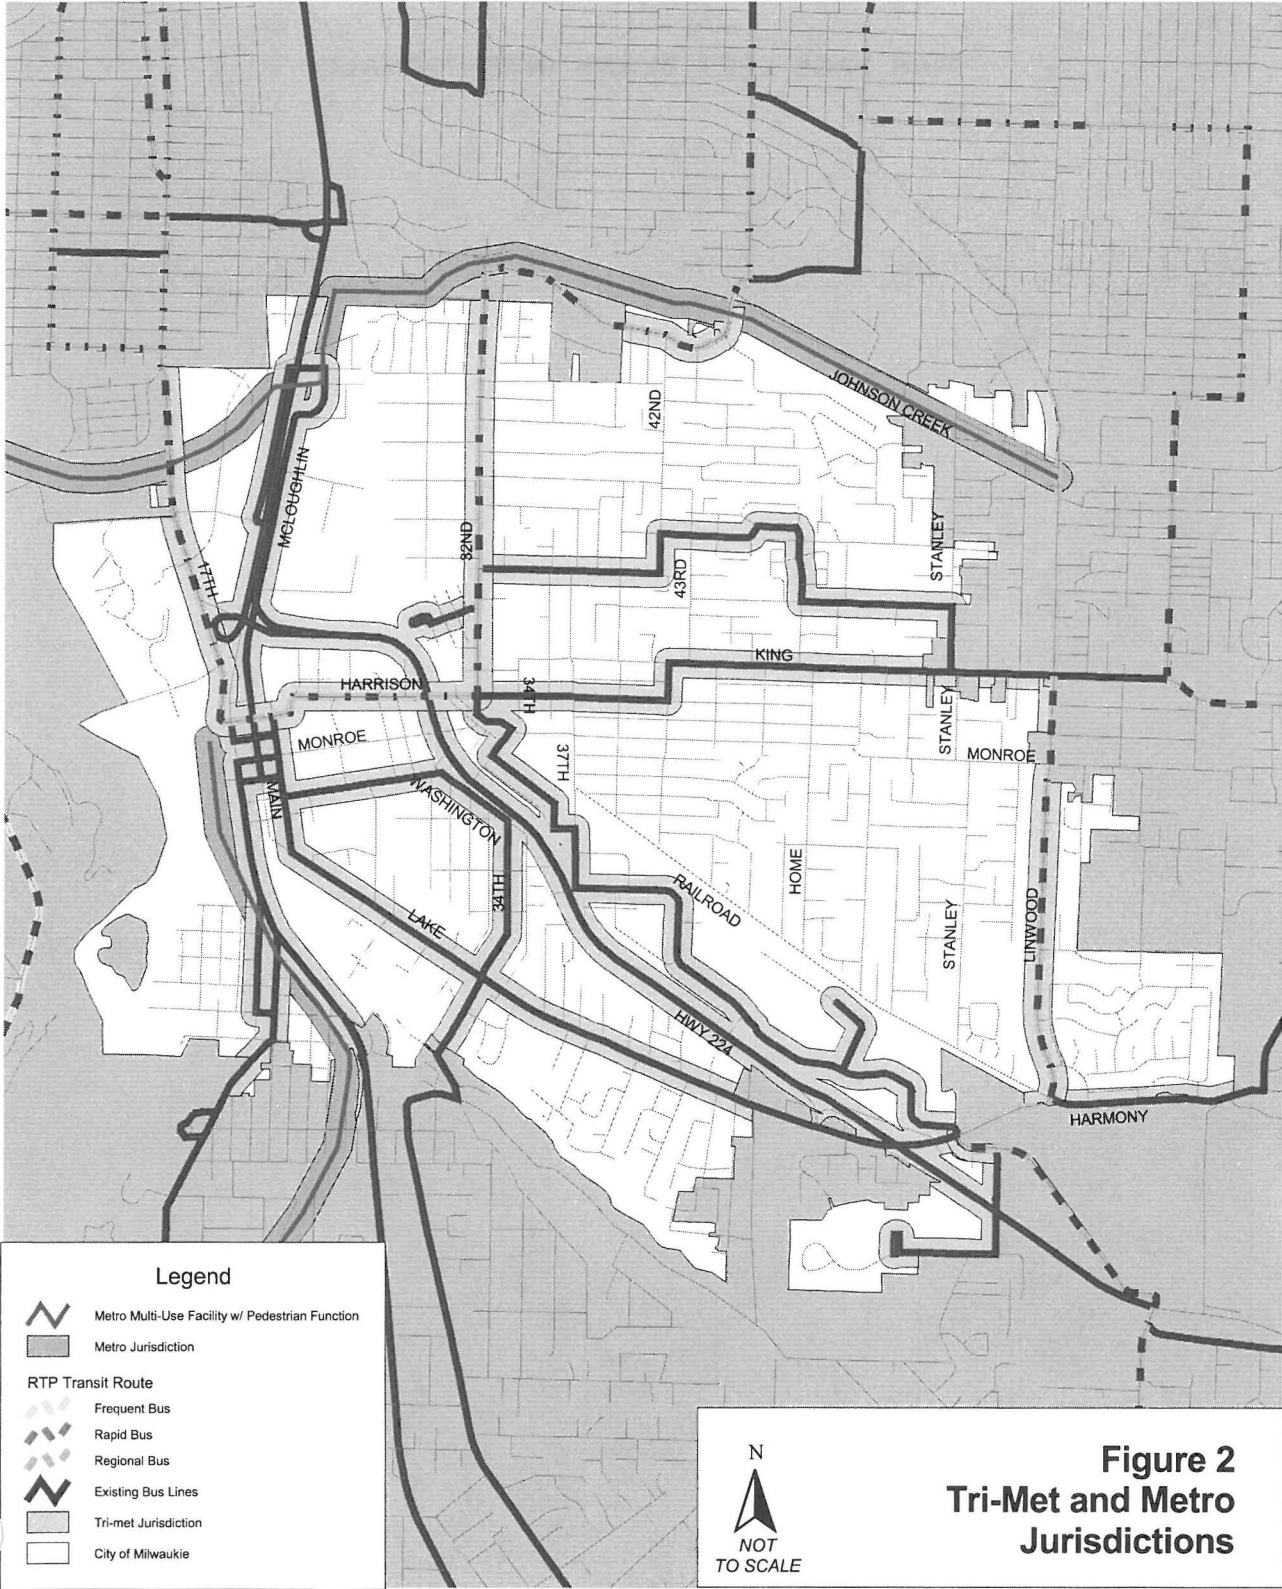 JOHNSON CREEK
42ND
MCLOUGHLIN
32ND
STANLEY
17TH
43RD
KING
HARRISON
34TH
STANLEY
MONROE
37TH
MONROE
MAIN
WASHINGTON
HOME
34TH
RAILROAD
LAKE
STANLEY
LINWOOD
HWY 224
HARMONY
Legend
Metro Multi-Use Facility w/ Pedestrian Function
Metro Jurisdiction
RTP Transit Route
Frequent Bus
Rapid Bus
Regional Bus
Existing Bus Lines
Tri-met Jurisdiction
City of Milwaukie
N
NOT
TO SCALE
Figure 2
Tri-Met and Metro
Jurisdictions